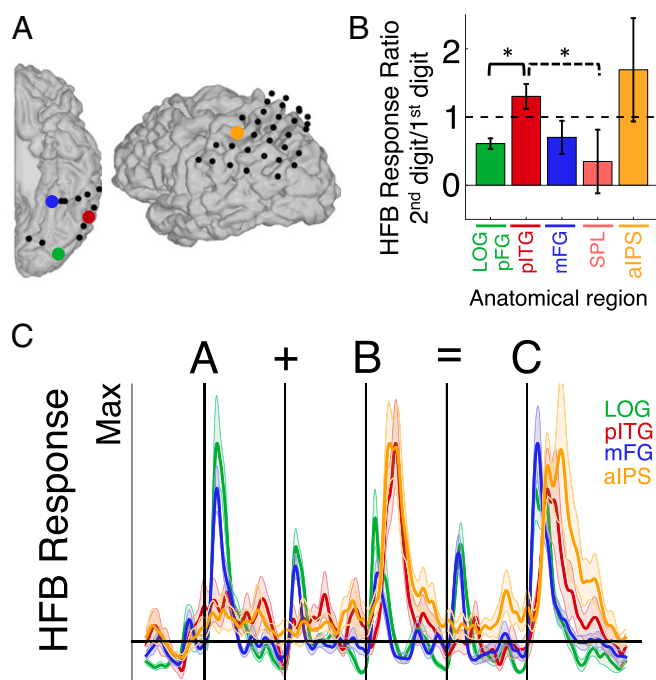 A
B
HFB Response Ratio
2nd digit/1st digit
2
1
0
*
*
LOG
pFG
pITG
mFG
SPL
aIPS
Anatomical region
C
A + B = C
HFB Response
Max
LOG
pITG
mFG
aIPS